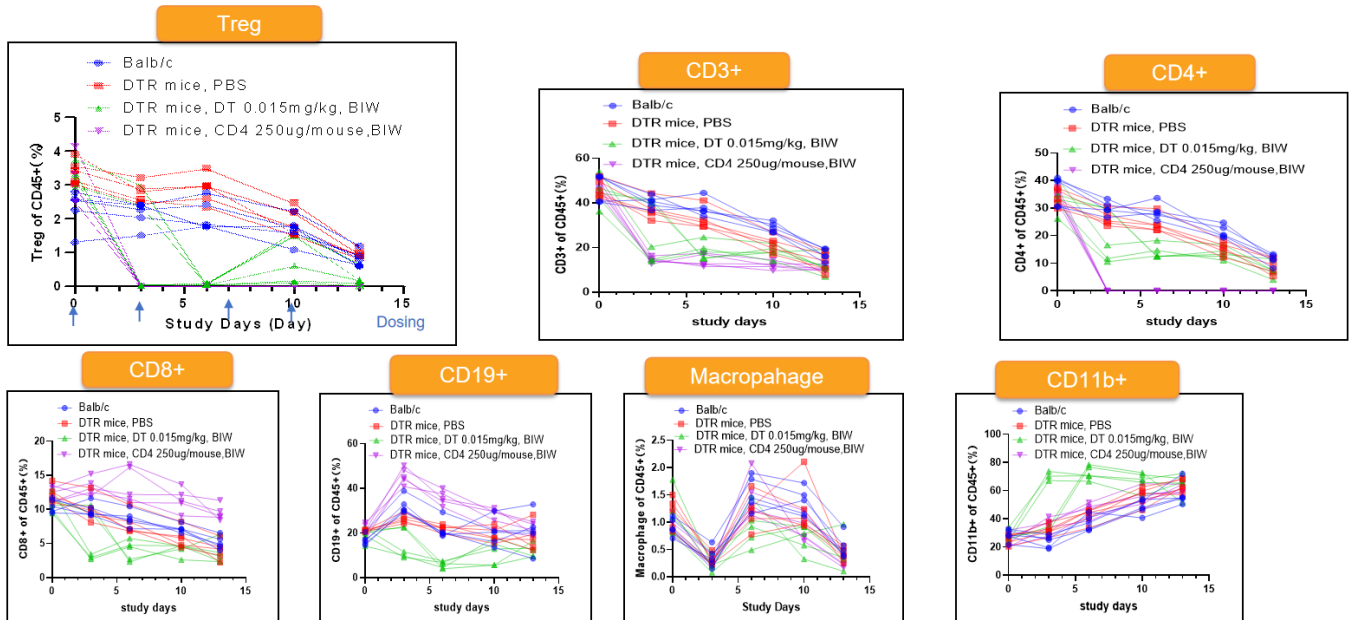 Treg
Balb/c
DTR mice, PBS
DTR mice, DT 0.015mg/kg, BIW
DTR mice, CD4 250ug/mouse,BIW
Treg of CD45+(%)
5
4
3
2
1
0
0
5
10
15
Study Days (Day)
Dosing
CD3+
Balb/c
DTR mice, PBS
DTR mice, DT 0.015mg/kg, BIW
DTR mice, CD4 250ug/mouse,BIW
CD3+ of CD45+(%)
60
40
20
0
0
5
10
15
study days
CD4+
Balb/c
DTR mice, PBS
DTR mice, DT 0.015mg/kg, BIW
DTR mice, CD4 250ug/mouse,BIW
CD4+ of CD45+(%)
50
40
30
20
10
0
0
5
10
15
study days
CD8+
Balb/c
DTR mice, PBS
DTR mice, DT 0.015mg/kg, BIW
DTR mice, CD4 250ug/mouse,BIW
CD8+ of CD45+(%)
20
15
10
5
0
0
5
10
15
study days
CD19+
Balb/c
DTR mice, PBS
DTR mice, DT 0.015mg/kg, BIW
DTR mice, CD4 250ug/mouse,BIW
CD19+ of CD45+(%)
60
40
20
0
0
5
10
15
study days
Macropahage
Balb/c
DTR mice, PBS
DTR mice, DT 0.015mg/kg, BIW
DTR mice, CD4 250ug/mouse,BIW
Macrophage of CD45+(%)
2.5
2.0
1.5
1.0
0.5
0.0
0
5
10
15
Study Days
CD11b+
Balb/c
DTR mice, PBS
DTR mice, DT 0.015mg/kg, BIW
DTR mice, CD4 250ug/mouse,BIW
CD11b+ of CD45+(%)
100
80
60
40
20
0
0
5
10
15
study days